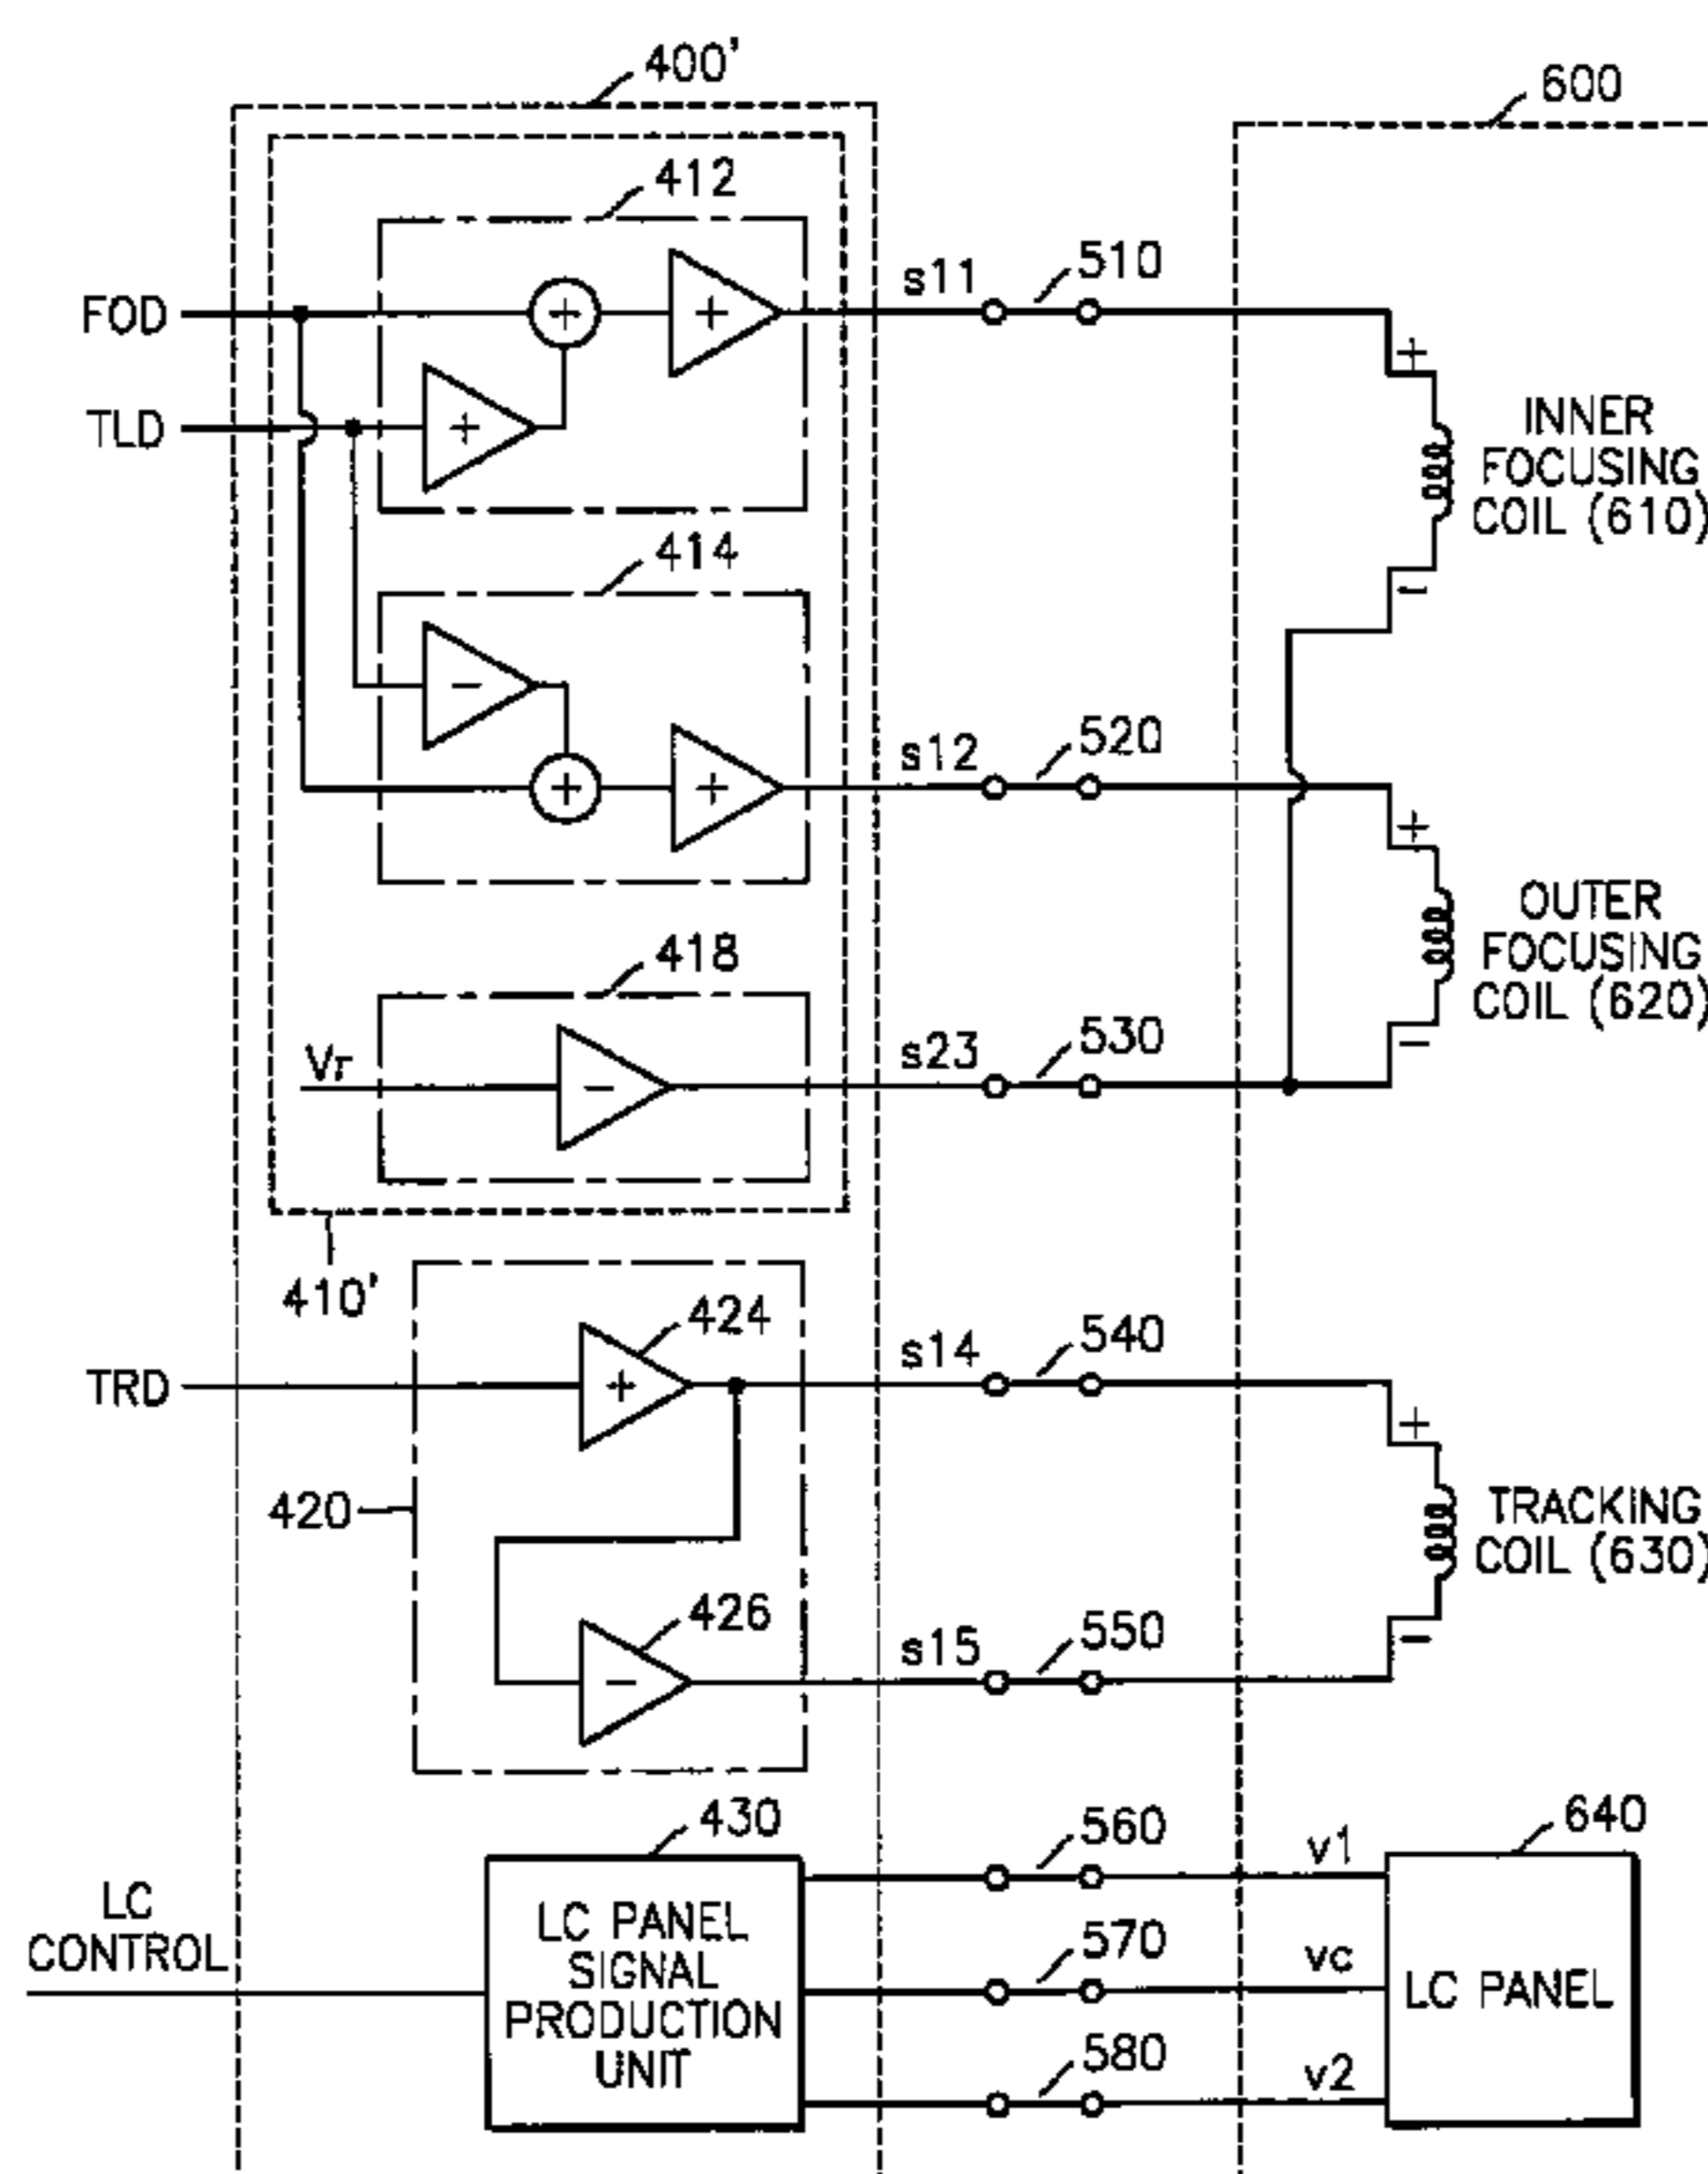 400'
600
412
FOD
+
+
s11
510
+
TLD
+
INNER
FOCUSING
COIL (610)
-
414
-
s12
520
+
+
+
OUTER
FOCUSING
COIL (620)
418
Vr
-
s23
530
-
410'
424
TRD
+
s14
540
+
420
TRACKING
COIL (630)
426
-
s15
550
-
430
640
LC
CONTROL
LC PANEL
SIGNAL
PRODUCTION
UNIT
560
v1
570
vc
LC PANEL
580
v2